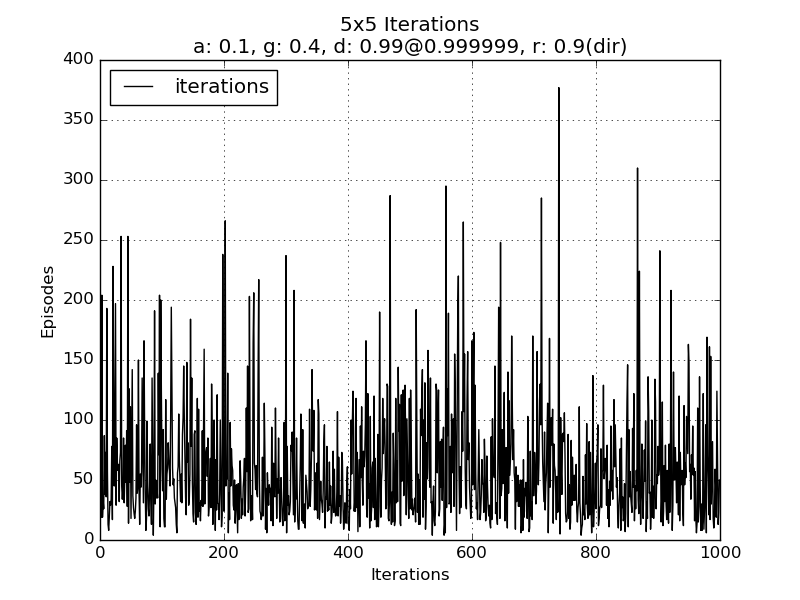 5x5 Iterations
a: 0.1, g: 0.4, d: 0.99@0.999999, r: 0.9(dir)
400
iterations
350
300
250
200
150
100
50
0
Episodes
0 200 400 600 800 1000
Iterations